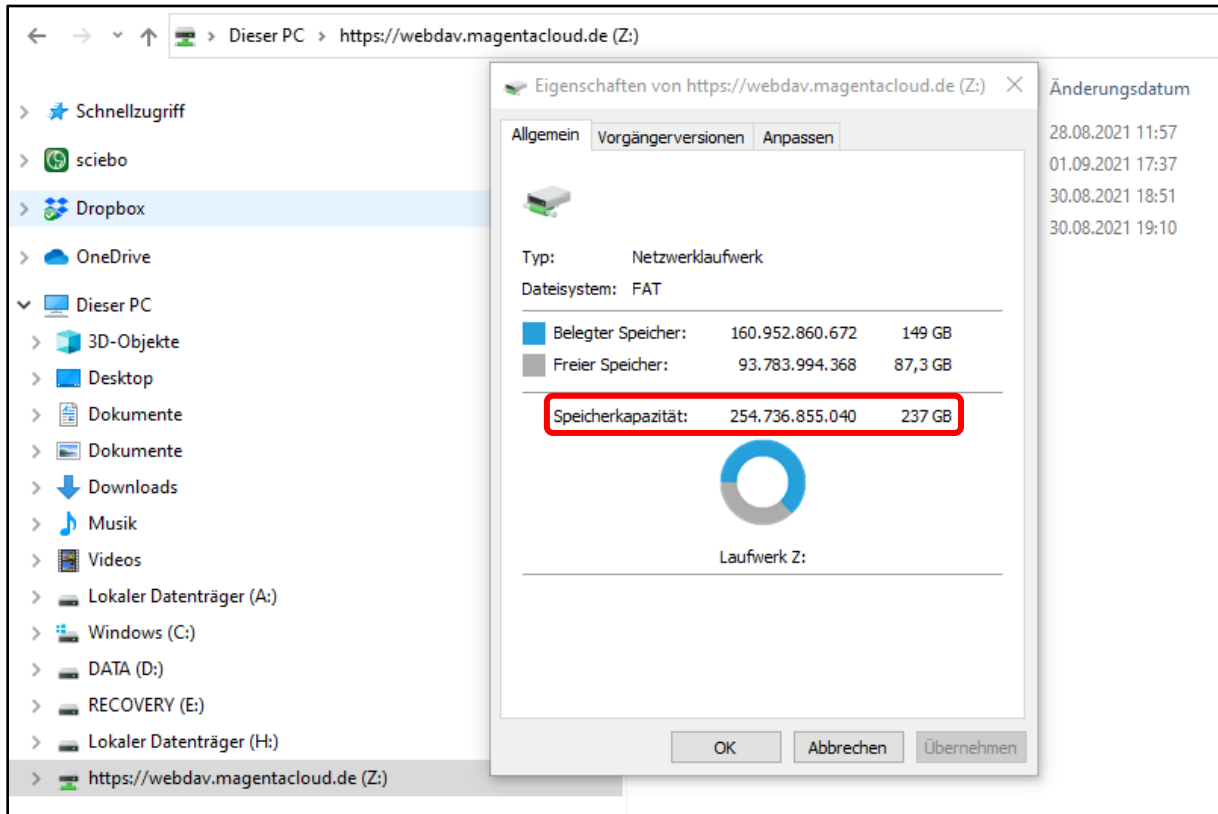 Dieser PC > https://webdav.magentacloud.de (Z:)
Schnellzugriff
sciebo
Dropbox
OneDrive
Dieser PC
3D-Objekte
Desktop
Dokumente
Dokumente
Downloads
Musik
Videos
Lokaler Datenträger (A:)
Windows (C:)
DATA (D:)
RECOVERY (E:)
Lokaler Datenträger (H:)
https://webdav.magentacloud.de (Z:)
Eigenschaften von https://webdav.magentacloud.de (Z:)
Allgemein Vorgängerversionen Anpassen
Typ: Netzwerklaufwerk
Dateisystem: FAT
Belegter Speicher: 160.952.860.672 149 GB
Freier Speicher: 93.783.994.368 87,3 GB
Speicherkapazität: 254.736.855.040 237 GB
Laufwerk Z:
OK Abbrechen Übernehmen
Änderungsdatum
28.08.2021 11:57
01.09.2021 17:37
30.08.2021 18:51
30.08.2021 19:10